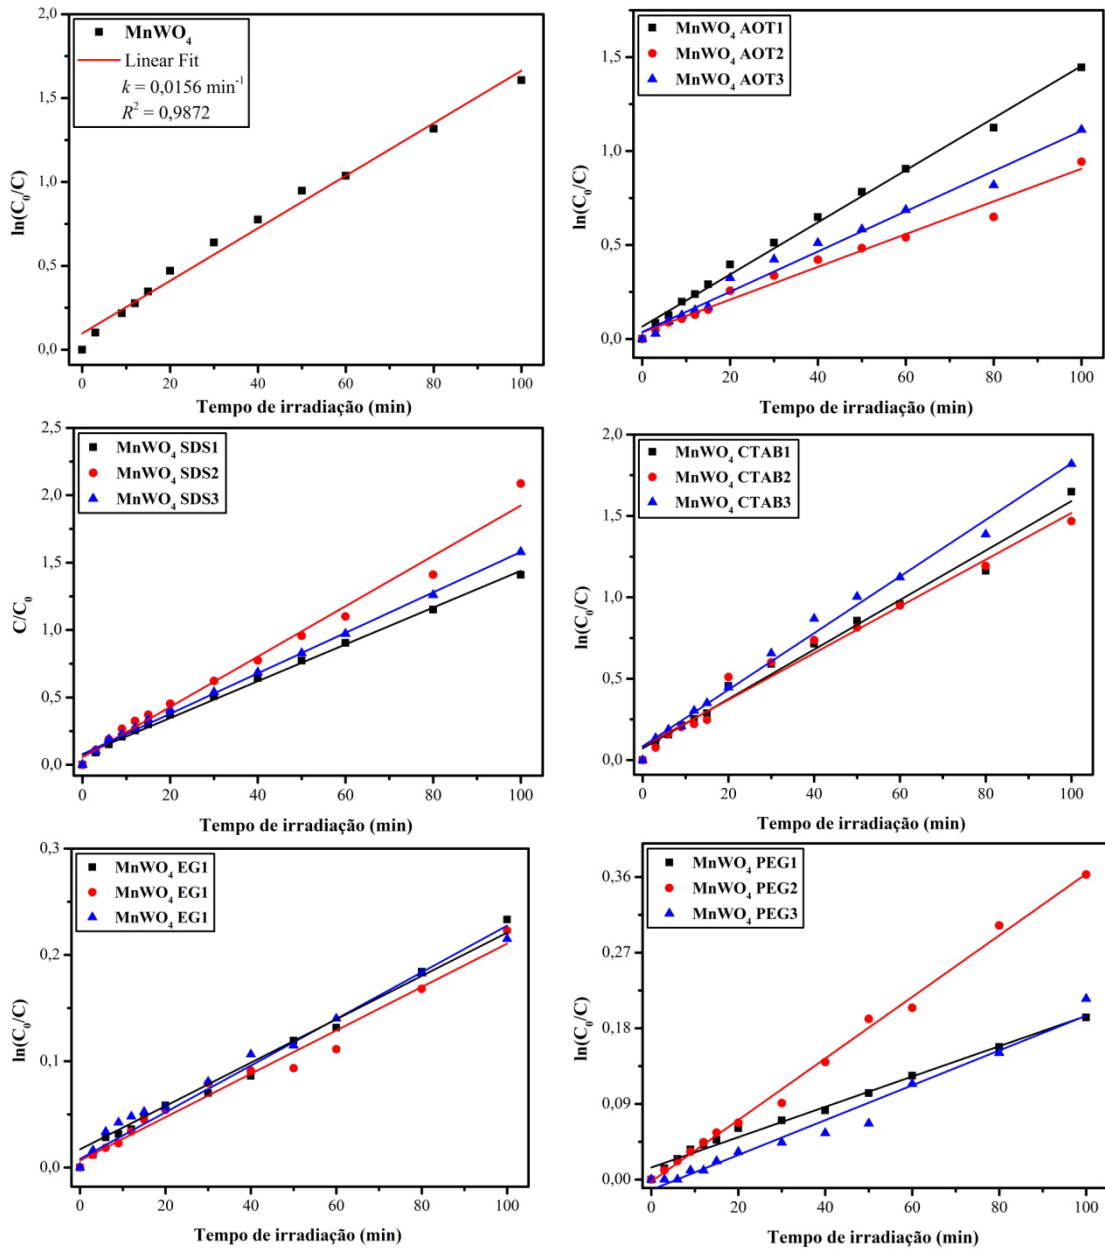 MnWO₄
Linear Fit
k = 0,0156 min⁻¹
R² = 0,9872
2,0
1,5
1,0
0,5
0,0
ln(C₀/C)
0 20 40 60 80 100
Tempo de irradiação (min)
MnWO₄ AOT1
MnWO₄ AOT2
MnWO₄ AOT3
1,5
1,0
0,5
0,0
ln(C₀/C)
0 20 40 60 80 100
Tempo de irradiação (min)
MnWO₄ SDS1
MnWO₄ SDS2
MnWO₄ SDS3
2,5
2,0
1,5
1,0
0,5
0,0
C/C₀
0 20 40 60 80 100
Tempo de irradiação (min)
MnWO₄ CTAB1
MnWO₄ CTAB2
MnWO₄ CTAB3
2,0
1,5
1,0
0,5
0,0
ln(C₀/C)
0 20 40 60 80 100
Tempo de irradiação (min)
MnWO₄ EG1
MnWO₄ EG1
MnWO₄ EG1
0,3
0,2
0,1
0,0
ln(C₀/C)
0 20 40 60 80 100
Tempo de irradiação (min)
MnWO₄ PEG1
MnWO₄ PEG2
MnWO₄ PEG3
0,36
0,27
0,18
0,09
0,00
ln(C₀/C)
0 20 40 60 80 100
Tempo de irradiação (min)